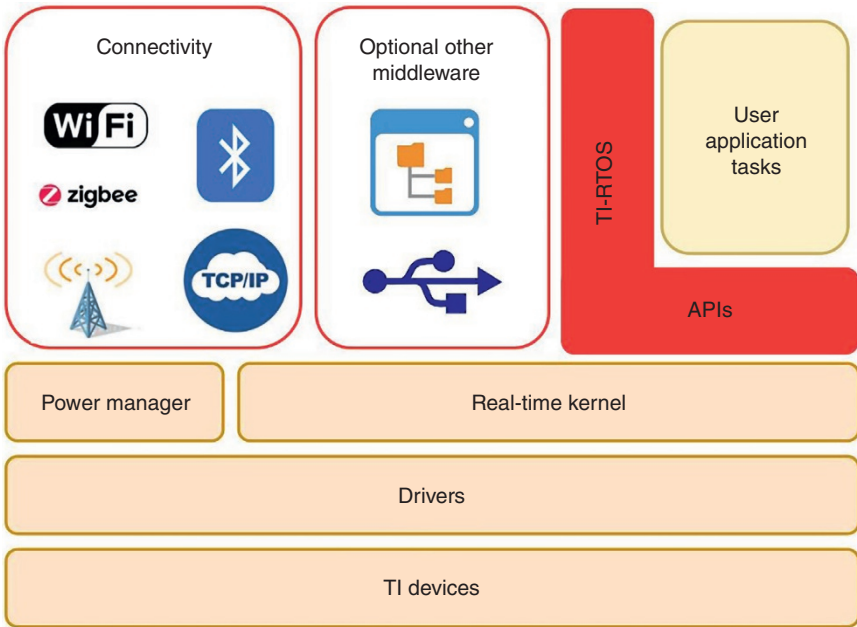 Connectivity
WiFi
zigbee
TCP/IP
Optional other
middleware
TI-RTOS
APIs
User
application
tasks
Power manager
Real-time kernel
Drivers
TI devices